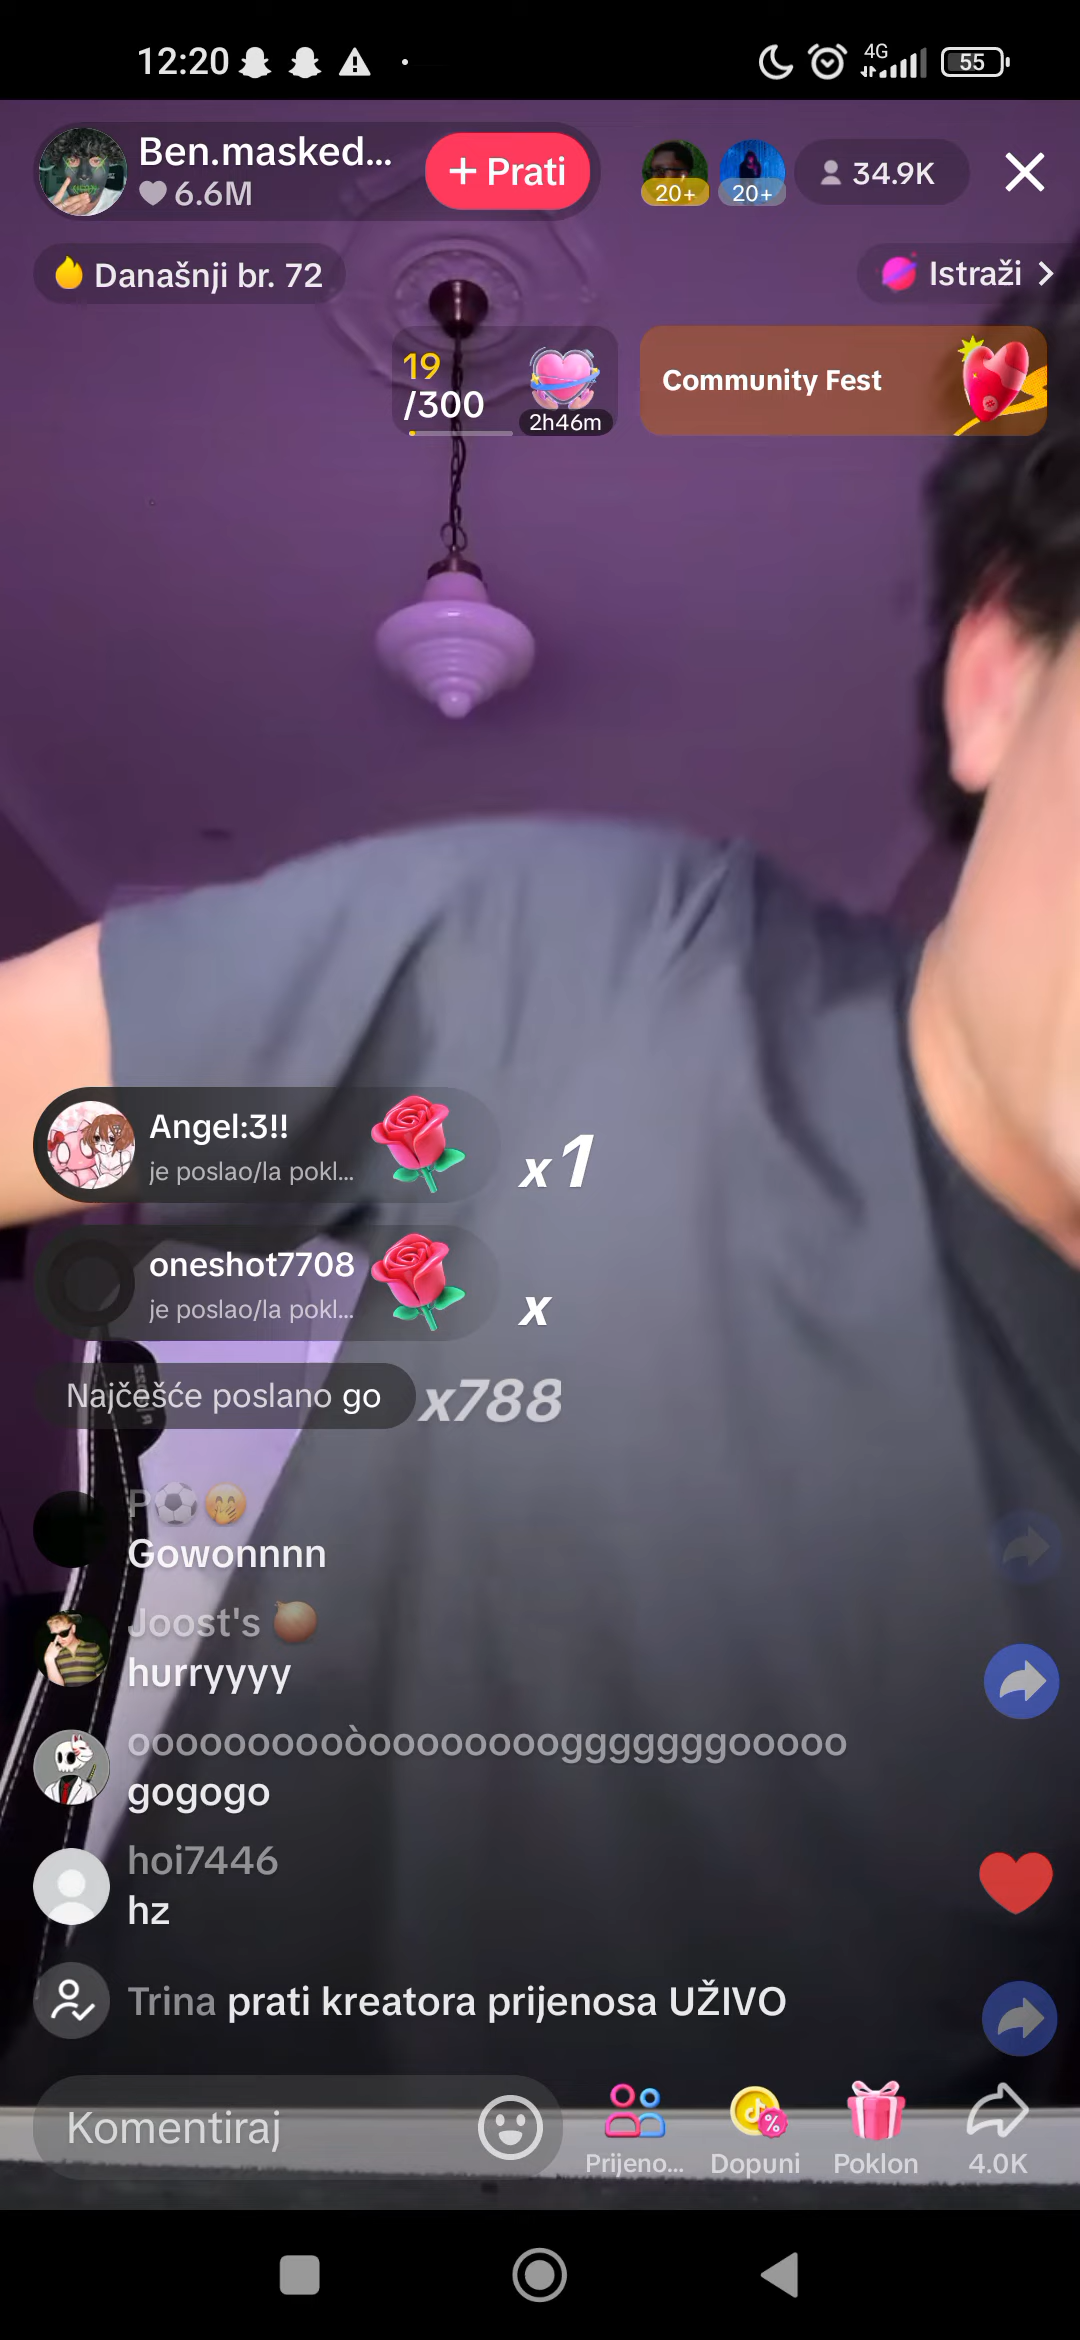 12:20
4G
55
Ben.masked...
6.6M
+ Prati
20+
20+
34.9K
Današnji br. 72
Istraži
19
/300
2h46m
Community Fest
Angel:3!!
je poslao/la pokl...
x1
oneshot7708
je poslao/la pokl...
x
Najčešće poslano go
x788
P⚽🤭
Gowonnnn
Joost's 🧅
hurryyyy
oooooooooòoooooooogggggggooooo
gogogo
hoi7446
hz
Trina prati kreatora prijenosa UŽIVO
Komentiraj
Prijeno...
Dopuni
Poklon
4.0K